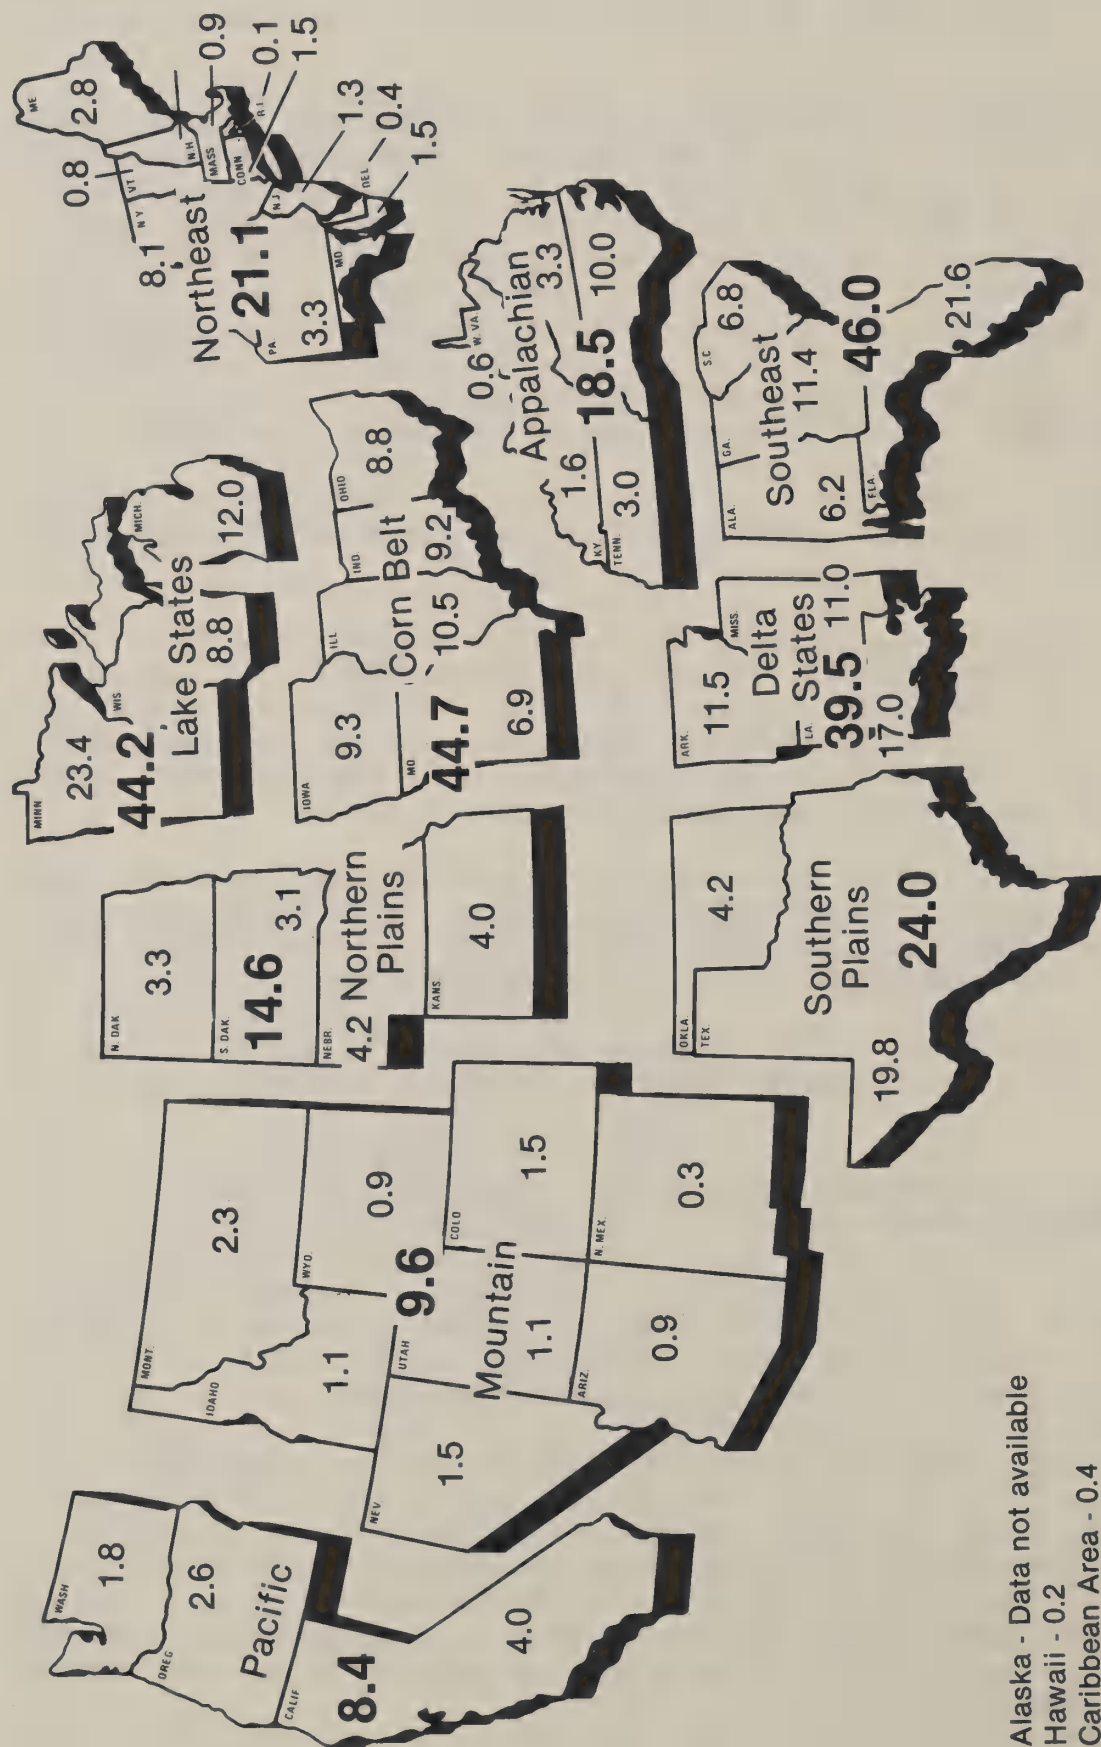 WASH
1.8
OREG
2.6
Pacific
CALIF
8.4
4.0
MONT.
2.3
IDAHO
1.1
WYO.
0.9
9.6
Mountain
NEV
1.5
UTAH
1.1
COLO
1.5
ARIZ.
0.9
N. MEX.
0.3
N. DAK
3.3
S. DAK.
14.6
3.1
NEBR.
4.2 Northern
Plains
KANS.
4.0
OKLA.
4.2
TEX.
Southern
Plains
19.8
24.0
MINN
23.4
44.2
WIS.
Lake States
8.8
MICH.
12.0
IOWA
9.3
ILL
IND.
OHIO
8.8
Corn Belt
MO.
44.7
10.5
9.2
6.9
ARK.
11.5
MISS.
Delta
LA.
States
39.5
11.0
17.0
ME
2.8
0.8
VT
N.H.
0.9
N.Y.
8.1
MASS
Northeast
CONN
R.I.
0.1
1.5
21.1
N.J.
1.3
PA.
3.3
DEL
0.4
MD.
1.5
0.6
W. VA.
Appalachian
3.3
KY.
1.6
18.5
TENN.
3.0
10.0
S.C.
6.8
ALA.
GA.
Southeast
6.2
11.4
46.0
FLA.
21.6
Alaska - Data not available
Hawaii - 0.2
Caribbean Area - 0.4